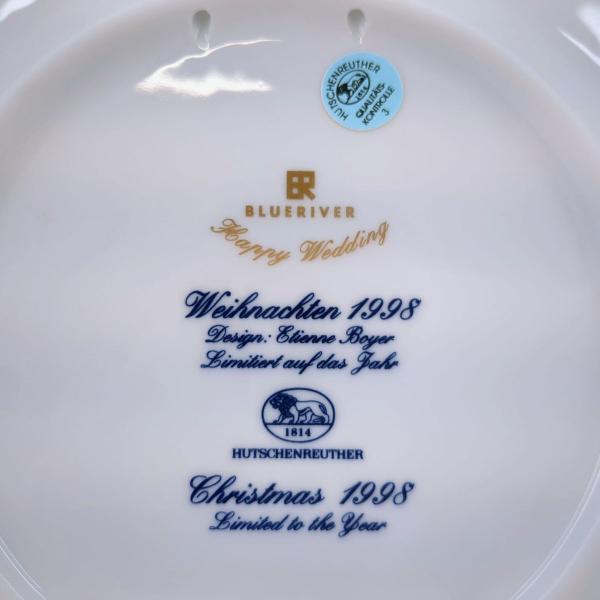 HUTSCHENREUTHER
1814
QUALITÄTS-
KONTROLLE
3
BR
BLUERIVER
Happy Wedding
Weihnachten 1998
Design: Etienne Boyer
Limitiert auf das Jahr
1814
HUTSCHENREUTHER
Christmas 1998
Limited to the Year